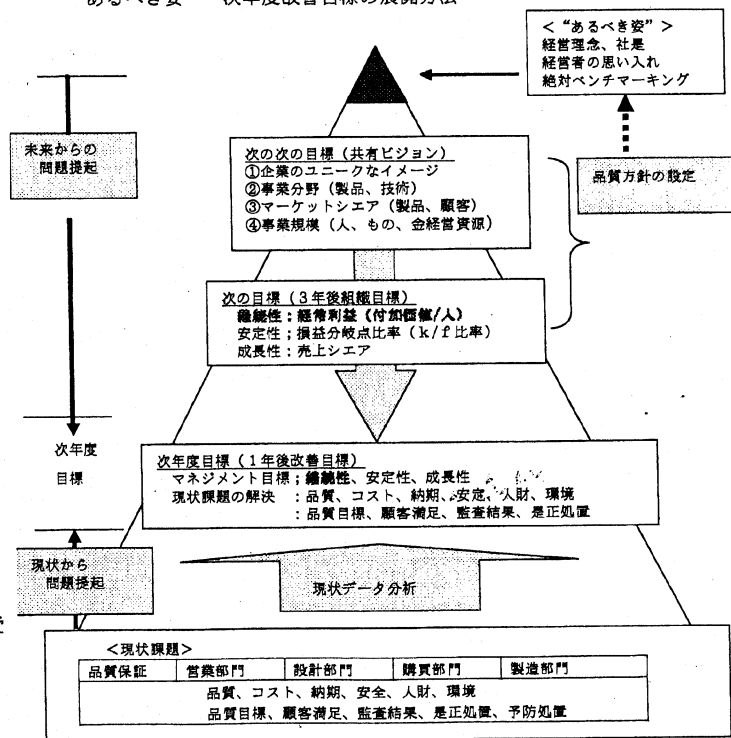 あるべき姿 次年度改善目標の展開方法
＜“あるべき姿”＞
経営理念、社是
経営者の思い入れ
絶対ベンチマーキング
未来からの
問題提起
次の次の目標（共有ビジョン）
①企業のユニークなイメージ
②事業分野（製品、技術）
③マーケットシエア（製品、顧客）
④事業規模（人、もの、金経営資源）
品質方針の設定
次の目標（３年後組織目標）
継続性：経常利益（付加価値/人）
安定性；損益分岐点比率（ｋ/ｆ比率）
成長性：売上シエア
次年度
目標
次年度目標（１年後改善目標）
マネジメント目標；継続性、安定性、成長性
現状課題の解決　：品質、コスト、納期、安定、人財、環境
：品質目標、顧客満足、監査結果、是正処置
現状から
問題提起
現状データ分析
＜現状課題＞
品質保証 営業部門 設計部門 購買部門 製造部門
品質、コスト、納期、安全、人財、環境
品質目標、顧客満足、監査結果、是正処置、予防処置